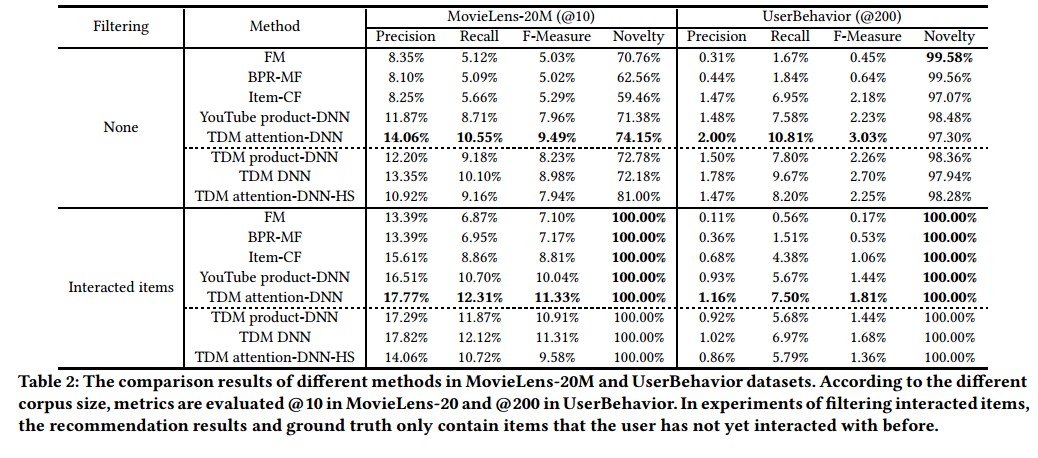 Filtering Method MovieLens-20M (@10) UserBehavior (@200)
Precision Recall F-Measure Novelty Precision Recall F-Measure Novelty
None
FM 8.35% 5.12% 5.03% 70.76% 0.31% 1.67% 0.45% 99.58%
BPR-MF 8.10% 5.09% 5.02% 62.56% 0.44% 1.84% 0.64% 99.56%
Item-CF 8.25% 5.66% 5.29% 59.46% 1.47% 6.95% 2.18% 97.07%
YouTube product-DNN 11.87% 8.71% 7.96% 71.38% 1.48% 7.58% 2.23% 98.48%
TDM attention-DNN 14.06% 10.55% 9.49% 74.15% 2.00% 10.81% 3.03% 97.30%
TDM product-DNN 12.20% 9.18% 8.23% 72.78% 1.50% 7.80% 2.26% 98.36%
TDM DNN 13.35% 10.10% 8.98% 72.18% 1.78% 9.67% 2.70% 97.94%
TDM attention-DNN-HS 10.92% 9.16% 7.94% 81.00% 1.47% 8.20% 2.25% 98.28%
Interacted items
FM 13.39% 6.87% 7.10% 100.00% 0.11% 0.56% 0.17% 100.00%
BPR-MF 13.39% 6.95% 7.17% 100.00% 0.36% 1.51% 0.53% 100.00%
Item-CF 15.61% 8.86% 8.81% 100.00% 0.68% 4.38% 1.06% 100.00%
YouTube product-DNN 16.51% 10.70% 10.04% 100.00% 0.93% 5.67% 1.44% 100.00%
TDM attention-DNN 17.77% 12.31% 11.33% 100.00% 1.16% 7.50% 1.81% 100.00%
TDM product-DNN 17.29% 11.87% 10.91% 100.00% 0.92% 5.68% 1.44% 100.00%
TDM DNN 17.82% 12.12% 11.31% 100.00% 1.02% 6.97% 1.68% 100.00%
TDM attention-DNN-HS 14.06% 10.72% 9.58% 100.00% 0.86% 5.79% 1.36% 100.00%
Table 2: The comparison results of different methods in MovieLens-20M and UserBehavior datasets. According to the different
corpus size, metrics are evaluated @10 in MovieLens-20 and @200 in UserBehavior. In experiments of filtering interacted items,
the recommendation results and ground truth only contain items that the user has not yet interacted with before.